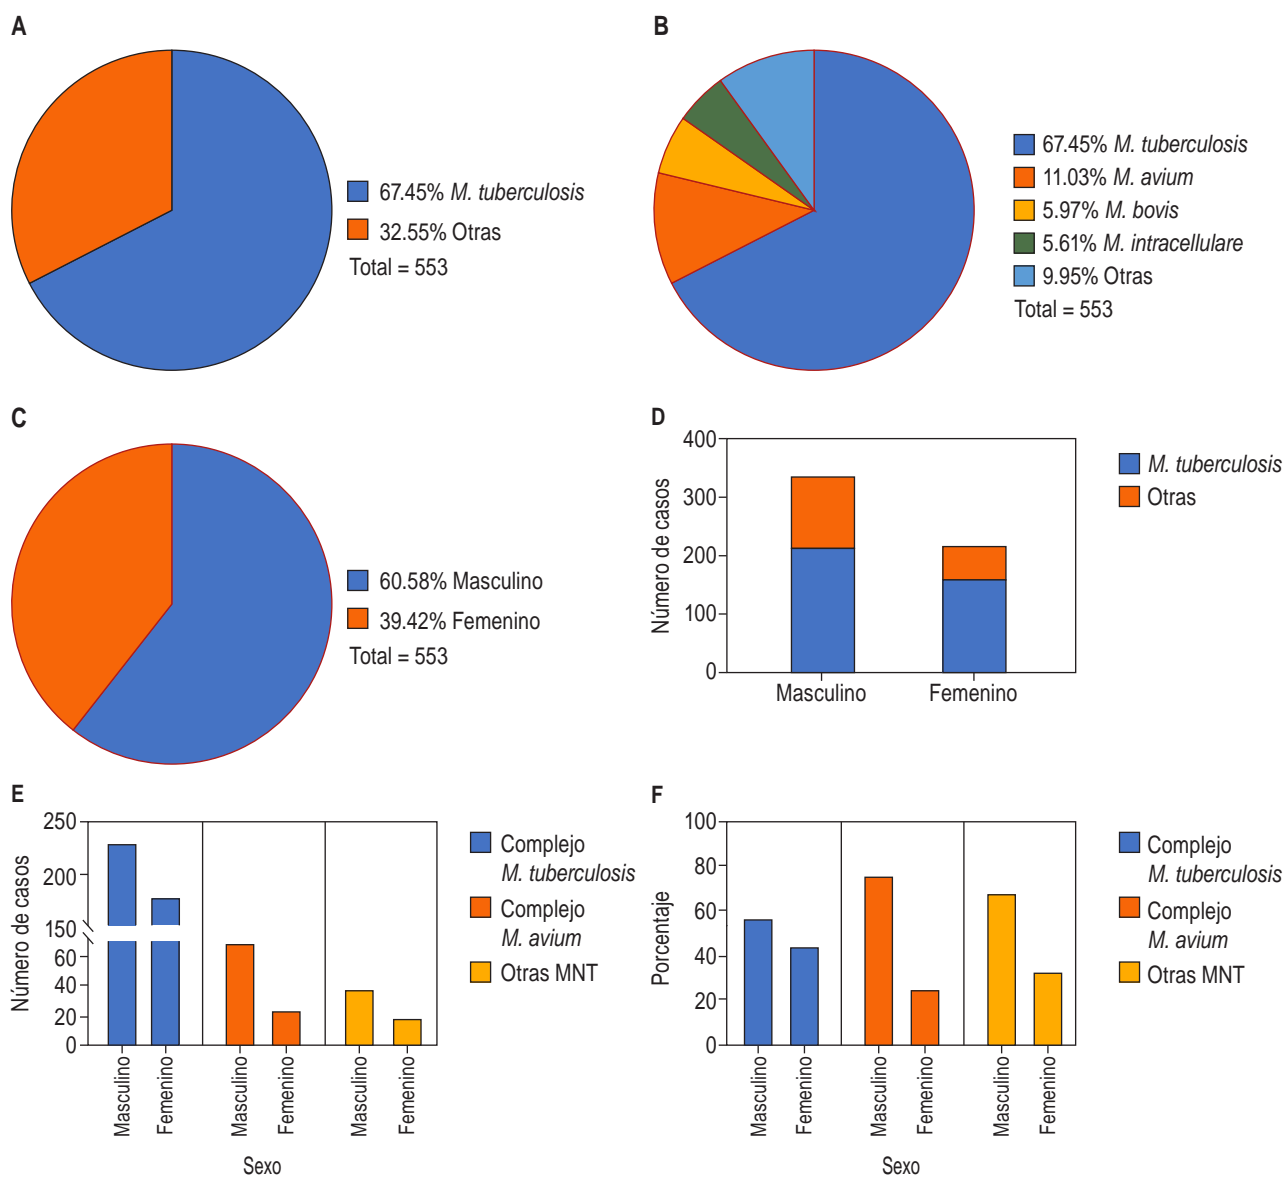 A
67.45% M. tuberculosis
32.55% Otras
Total = 553
B
67.45% M. tuberculosis
11.03% M. avium
5.97% M. bovis
5.61% M. intracellulare
9.95% Otras
Total = 553
C
60.58% Masculino
39.42% Femenino
Total = 553
D
Número de casos
400
300
200
100
0
Masculino
Femenino
M. tuberculosis
Otras
E
Número de casos
250
200
150
60
40
20
0
Masculino
Femenino
Masculino
Femenino
Masculino
Femenino
Sexo
Complejo
M. tuberculosis
Complejo
M. avium
Otras MNT
F
Porcentaje
100
80
60
40
20
0
Masculino
Femenino
Masculino
Femenino
Masculino
Femenino
Sexo
Complejo
M. tuberculosis
Complejo
M. avium
Otras MNT